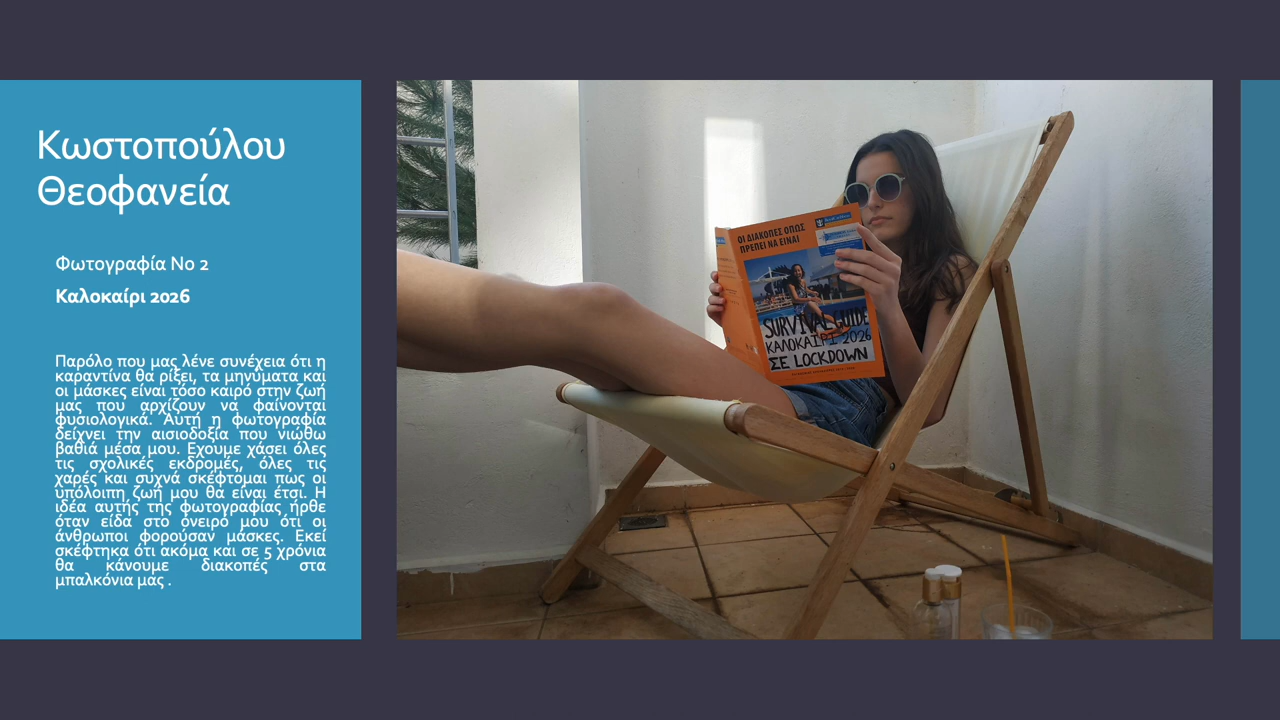 Κωστοπούλου
Θεοφανεία
Φωτογραφία Νο 2
Καλοκαίρι 2026
Παρόλο που μας λένε συνέχεια ότι η
καραντίνα θα ρίξει, τα μηνύματα και
οι μάσκες είναι τόσο καιρό στην ζωή
μας που αρχίζουν να φαίνονται
φυσιολογικά. Αυτή η φωτογραφία
δείχνει την αισιοδοξία που νιώθω
βαθιά μέσα μου. Έχουμε χάσει όλες
τις σχολικές εκδρομές, όλες τις
χαρές και συχνά σκέφτομαι πως οι
υπόλοιπη ζωή μου θα είναι έτσι. Η
ιδέα αυτής της φωτογραφίας ήρθε
όταν είδα στο όνειρό μου ότι οι
άνθρωποι φορούσαν μάσκες. Εκεί
σκέφτηκα ότι ακόμα και σε 5 χρόνια
θα κάνουμε διακοπές στα
μπαλκόνια μας .
ΟΙ ΔΙΑΚΟΠΕΣ ΟΠΩΣ
ΠΡΕΠΕΙ ΝΑ ΕΙΝΑΙ
SURVIVAL GUIDE
ΚΑΛΟΚΑΙΡΙ 2026
ΣΕ LOCKDOWN